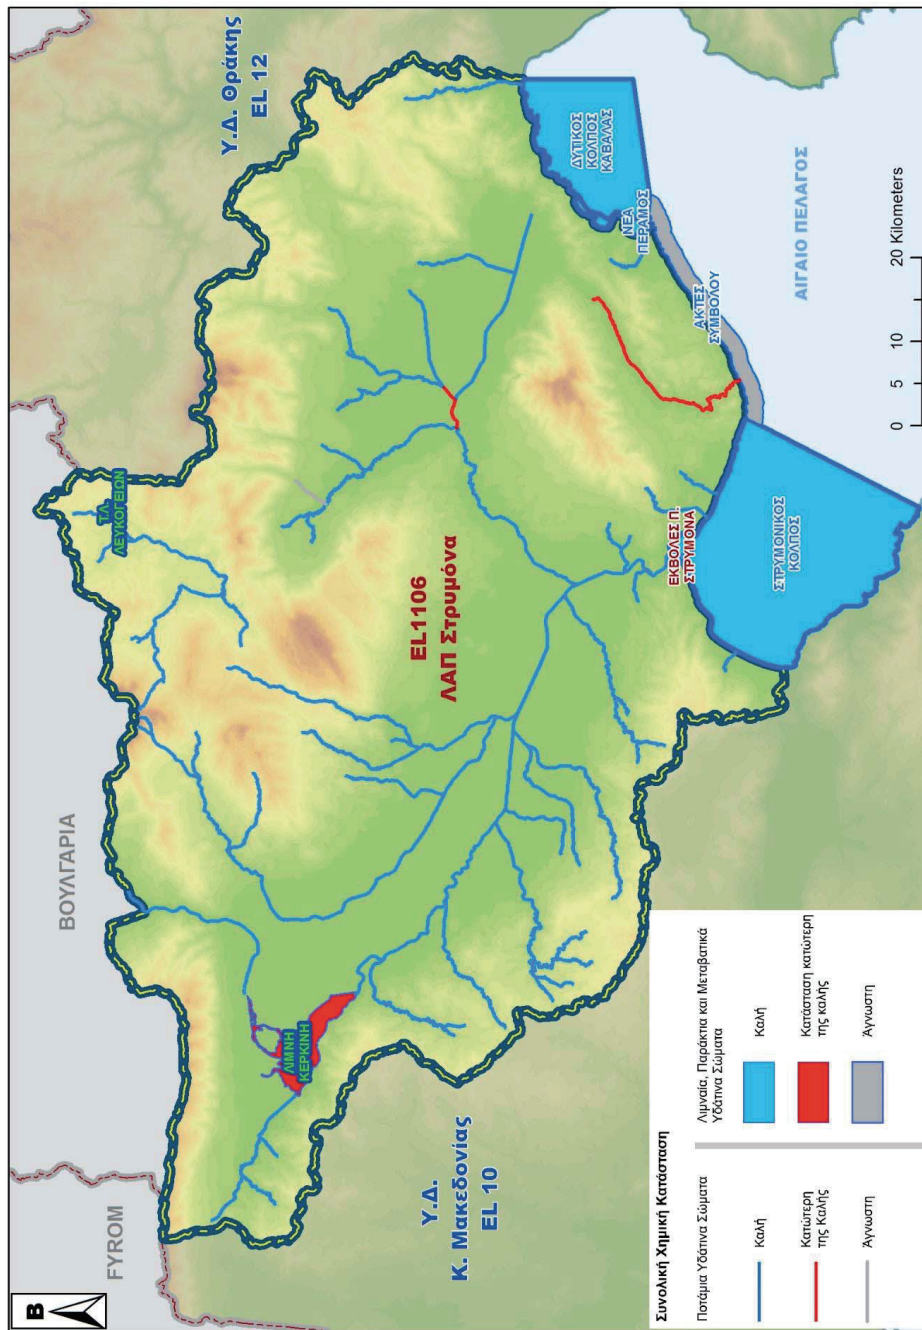 B
FYROM
ΒΟΥΛΓΑΡΙΑ
Υ.Δ. Θράκης
EL 12
Τ.Λ.
ΛΕΥΚΟΓΕΙΩΝ
ΛΙΜΝΗ
ΚΕΡΚΙΝΗ
EL1106
ΛΑΠ Στρυμόνα
Υ.Δ.
Κ. Μακεδονίας
EL 10
ΔΥΤΙΚΟΣ
ΚΟΛΠΟΣ
ΚΑΒΑΛΑΣ
ΝΕΑ
ΠΕΡΑΜΟΣ
ΑΚΤΕΣ
ΣΥΜΒΟΛΟΥ
ΕΚΒΟΛΕΣ Π.
ΣΤΡΥΜΟΝΑ
ΣΤΡΥΜΟΝΙΚΟΣ
ΚΟΛΠΟΣ
ΑΙΓΑΙΟ ΠΕΛΑΓΟΣ
0 5 10 20 Kilometers
Συνολική Χημική Κατάσταση
Ποτάμια Υδάτινα Σώματα
Καλή
Κατώτερη
της Καλής
Άγνωστη
Λιμναία, Παράκτια και Μεταβατικά
Υδάτινα Σώματα
Καλή
Κατάσταση κατώτερη
της καλής
Άγνωστη